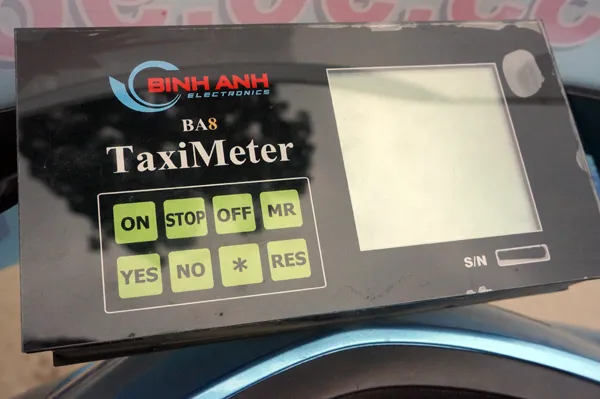 BINH ANH
ELECTRONICS
BA8
TaxiMeter
ON STOP OFF MR
YES NO * RES
S/N